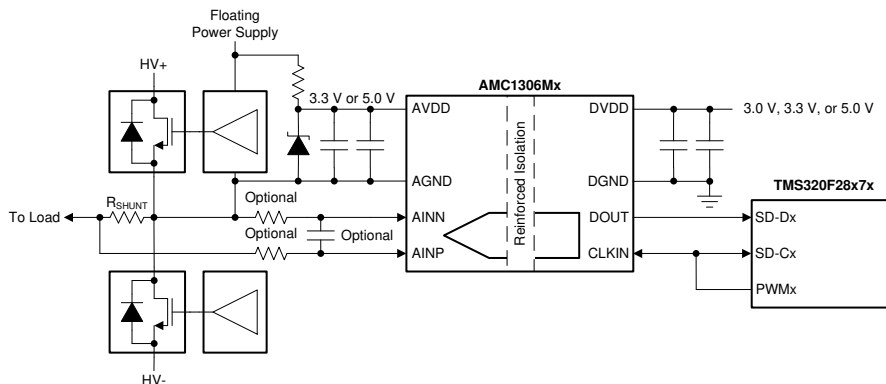 Floating
Power Supply
HV+
3.3 V or 5.0 V
AMC1306Mx
AVDD
DVDD
3.0 V, 3.3 V, or 5.0 V
Reinforced Isolation
AGND
DGND
TMS320F28x7x
To Load
RSHUNT
Optional
AINN
DOUT
SD-Dx
Optional
Optional
AINP
CLKIN
SD-Cx
PWMx
HV-